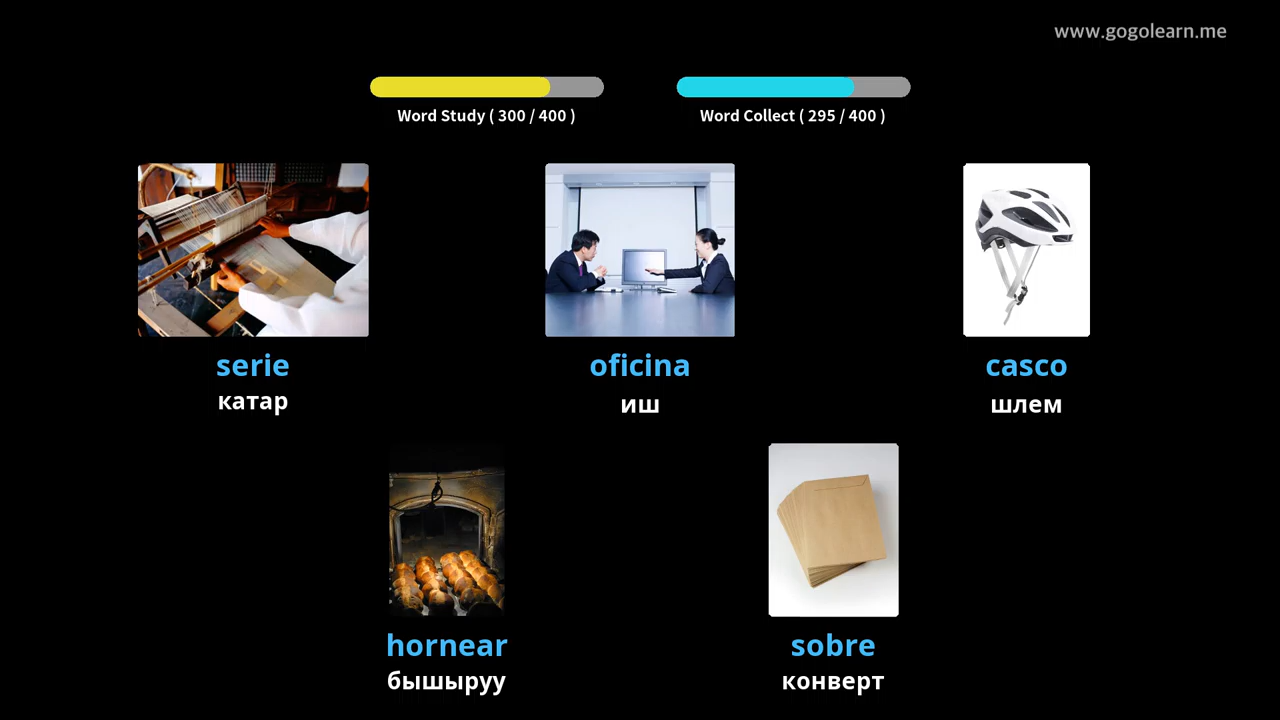 www.gogolearn.me
Word Study ( 300 / 400 )
Word Collect ( 295 / 400 )
serie
катар
oficina
иш
casco
шлем
hornear
бышыруу
sobre
конверт